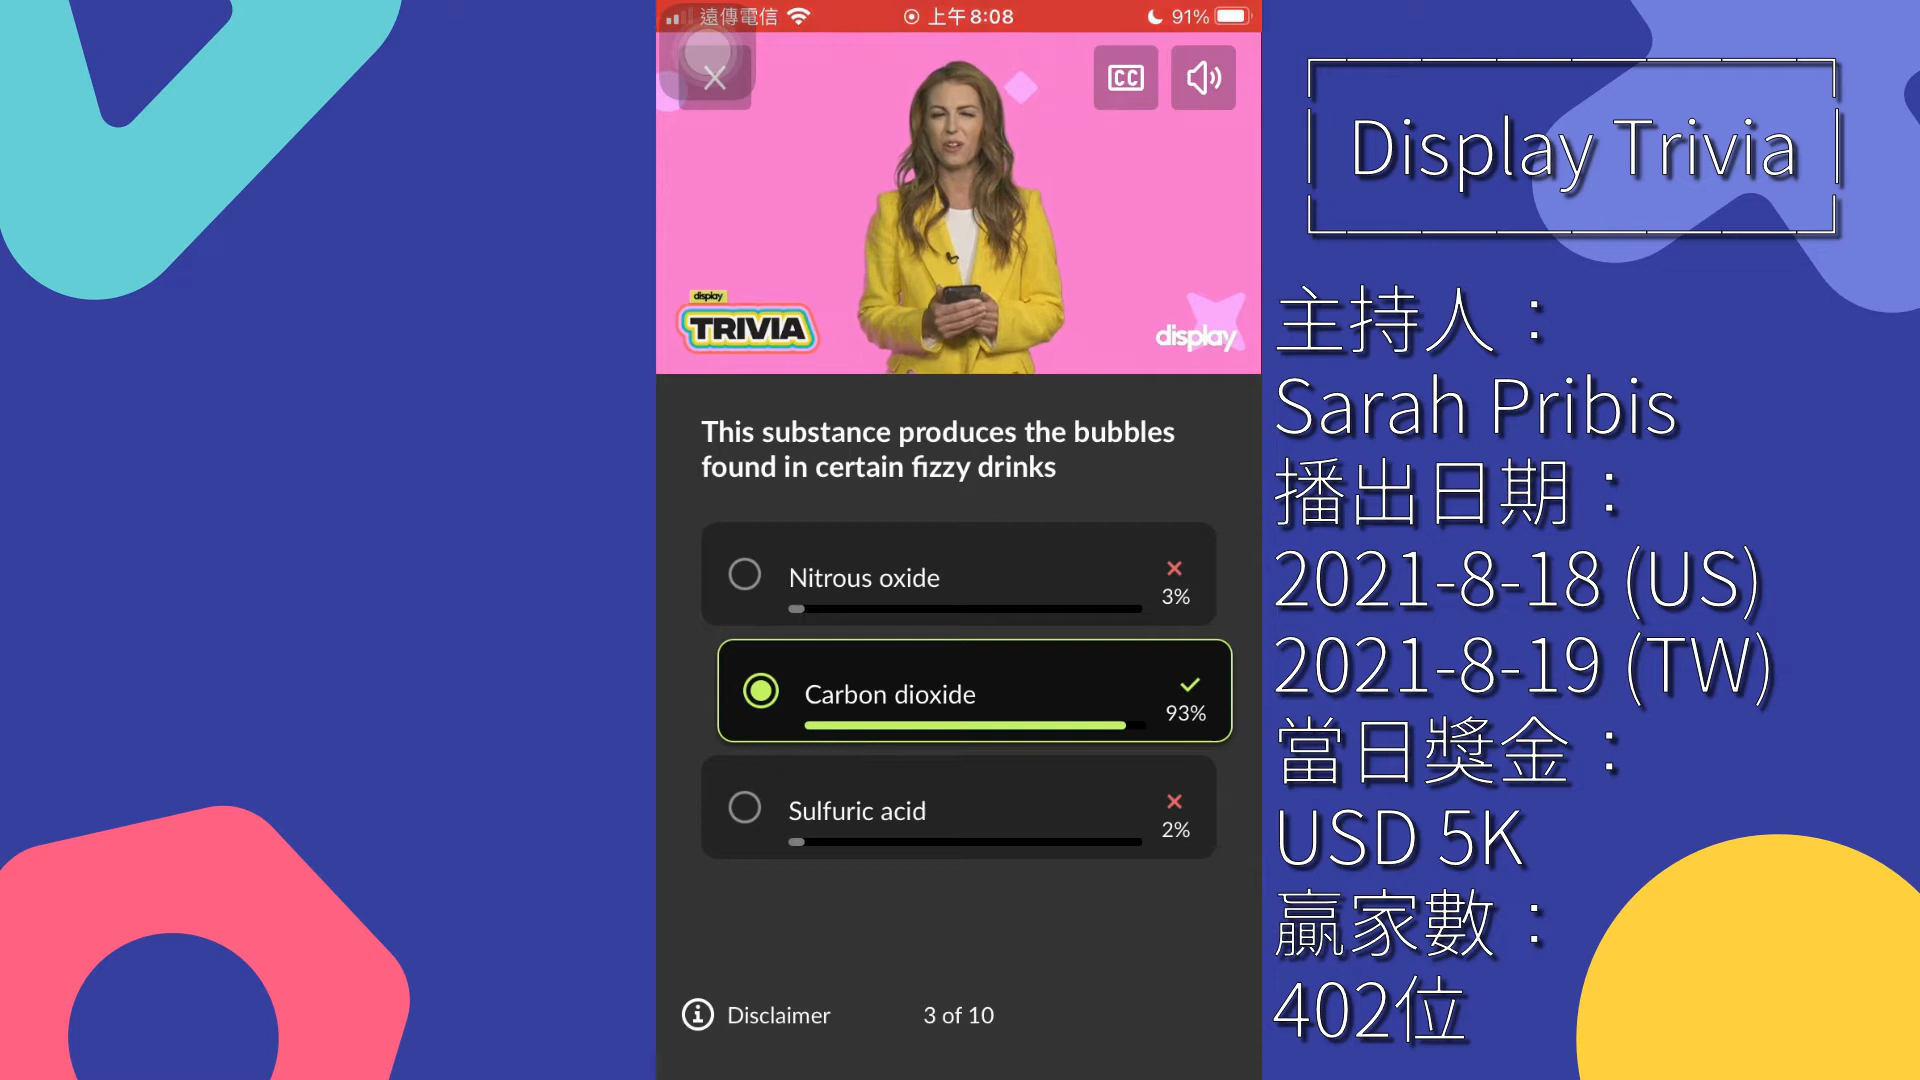 遠傳電信
上午8:08
91%
CC
display
TRIVIA
display
This substance produces the bubbles
found in certain fizzy drinks
Nitrous oxide
3%
Carbon dioxide
93%
Sulfuric acid
2%
Disclaimer
3 of 10
Display Trivia
主持人：
Sarah Pribis
播出日期：
2021-8-18 (US)
2021-8-19 (TW)
當日獎金：
USD 5K
贏家數：
402位